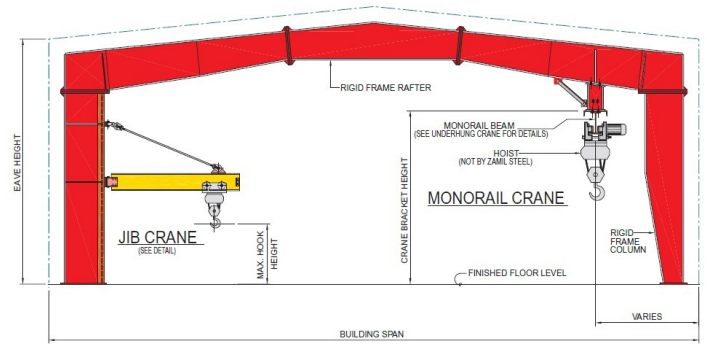 EAVE HEIGHT
RIGID FRAME RAFTER
MONORAIL BEAM
(SEE UNDERHUNG CRANE FOR DETAILS)
HOIST
(NOT BY ZAMIL STEEL)
CRANE BRACKET HEIGHT
MONORAIL CRANE
JIB CRANE
(SEE DETAIL)
MAX. HOOK
HEIGHT
RIGID
FRAME
COLUMN
FINISHED FLOOR LEVEL
VARIES
BUILDING SPAN